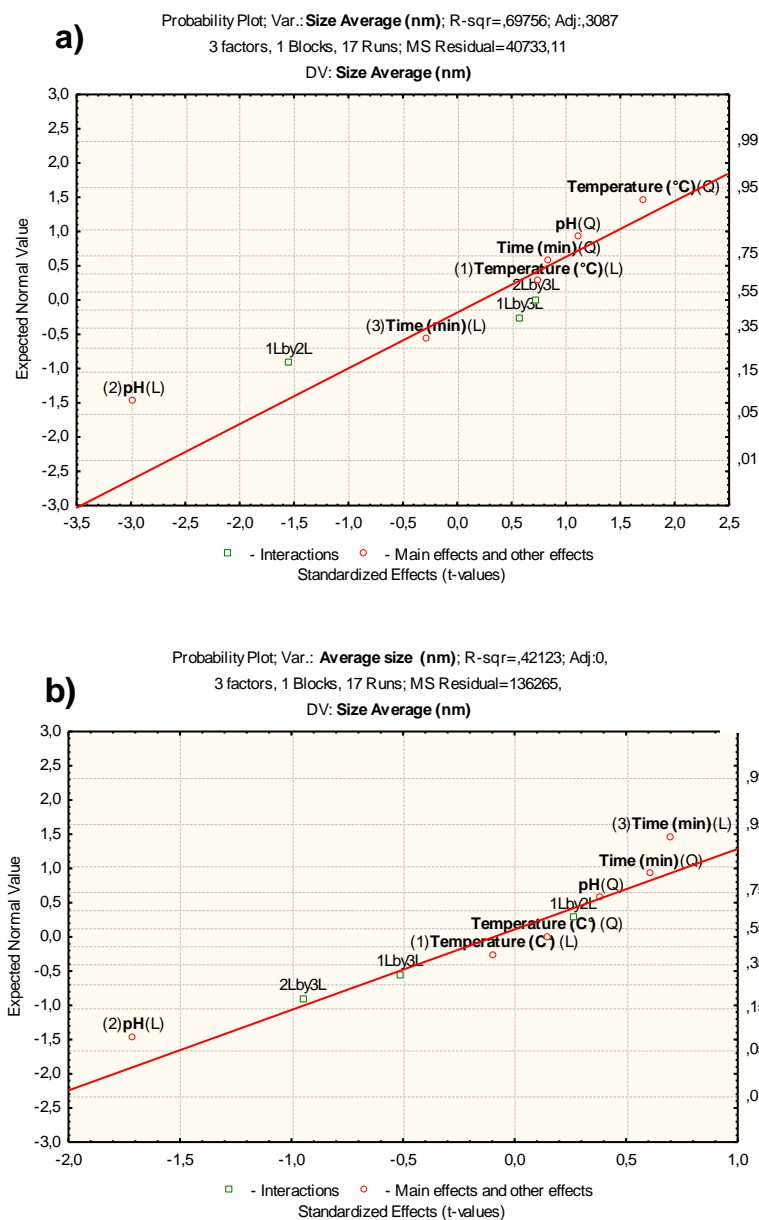 a)
Probability Plot; Var.: Size Average (nm); R-sqr=,69756; Adj:,3087
3 factors, 1 Blocks, 17 Runs; MS Residual=40733,11
DV: Size Average (nm)
Expected Normal Value
3,0
2,5
2,0
1,5
1,0
0,5
0,0
-0,5
-1,0
-1,5
-2,0
-2,5
-3,0
Temperature (°C)(Q)
pH(Q)
Time (min)(Q)
(1)Temperature (°C)(L)
2Lby3L
1Lby3L
(3)Time (min)(L)
1Lby2L
(2)pH(L)
,99
,95
,75
,55
,35
,15
,05
,01
-3,5 -3,0 -2,5 -2,0 -1,5 -1,0 -0,5 0,0 0,5 1,0 1,5 2,0 2,5
- Interactions - Main effects and other effects
Standardized Effects (t-values)
b)
Probability Plot; Var.: Average size (nm); R-sqr=,42123; Adj:0,
3 factors, 1 Blocks, 17 Runs; MS Residual=136265,
DV: Size Average (nm)
Expected Normal Value
3,0
2,5
2,0
1,5
1,0
0,5
0,0
-0,5
-1,0
-1,5
-2,0
-2,5
-3,0
(3)Time (min)(L)
Time (min)(Q)
pH(Q)
1Lby2L
Temperature (C°) (Q)
(1)Temperature (C°) (L)
1Lby3L
2Lby3L
(2)pH(L)
-2,0 -1,5 -1,0 -0,5 0,0 0,5 1,0
- Interactions - Main effects and other effects
Standardized Effects (t-values)